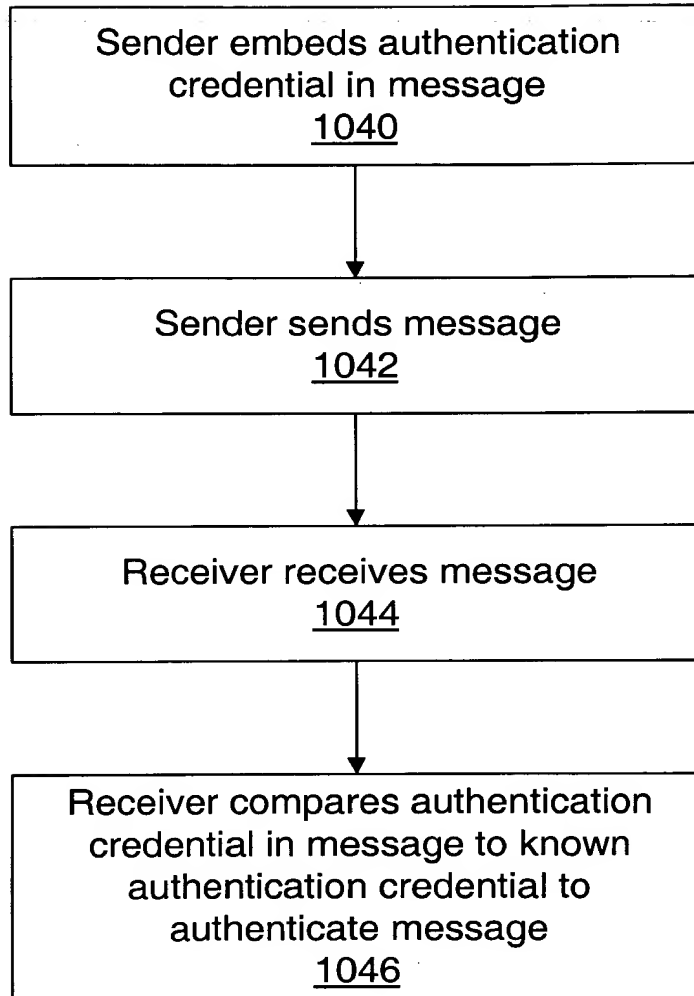 Sender embeds authentication
credential in message
1040
Sender sends message
1042
Receiver receives message
1044
Receiver compares authentication
credential in message to known
authentication credential to
authenticate message
1046